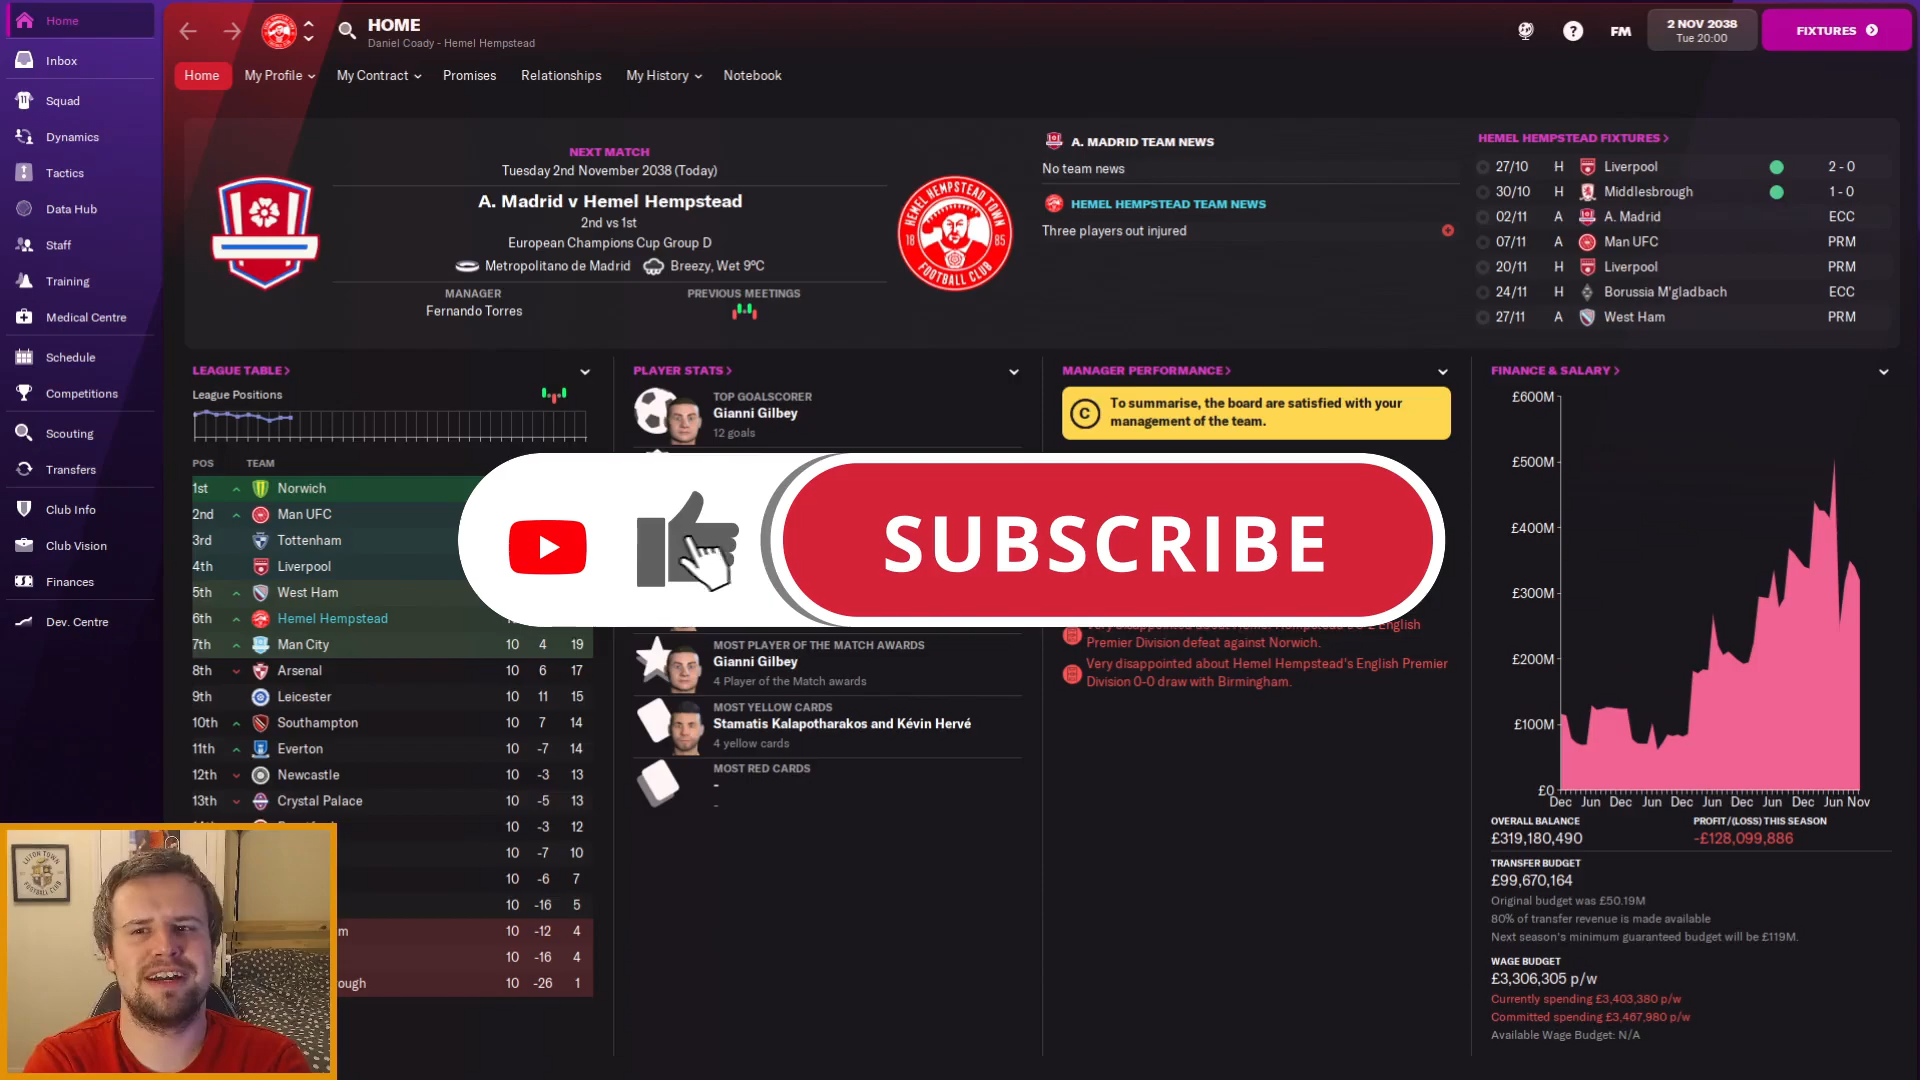 Home
HOME
Daniel Coady - Hemel Hempstead
FM
2 NOV 2038
Tue 20:00
FIXTURES
Inbox
Squad
Dynamics
Tactics
Data Hub
Staff
Training
Medical Centre
Schedule
Competitions
Scouting
Transfers
Club Info
Club Vision
Finances
Dev. Centre
Home My Profile My Contract Promises Relationships My History Notebook
NEXT MATCH
Tuesday 2nd November 2038 (Today)
A. Madrid v Hemel Hempstead
2nd vs 1st
European Champions Cup Group D
Metropolitano de Madrid Breezy, Wet 9ºC
MANAGER
Fernando Torres
PREVIOUS MEETINGS
HEMEL HEMPSTEAD TOWN
18 85
FOOTBALL CLUB
A. MADRID TEAM NEWS
No team news
HEMEL HEMPSTEAD TEAM NEWS
Three players out injured
HEMEL HEMPSTEAD FIXTURES >
27/10 H Liverpool 2 - 0
30/10 H Middlesbrough 1 - 0
02/11 A A. Madrid ECC
07/11 A Man UFC PRM
20/11 H Liverpool PRM
24/11 H Borussia M'gladbach ECC
27/11 A West Ham PRM
LEAGUE TABLE >
League Positions
POS TEAM
1st Norwich
2nd Man UFC
3rd Tottenham
4th Liverpool
5th West Ham
6th Hemel Hempstead
7th Man City 10 4 19
8th Arsenal 10 6 17
9th Leicester 10 11 15
10th Southampton 10 7 14
11th Everton 10 -7 14
12th Newcastle 10 -3 13
13th Crystal Palace 10 -5 13
10 -3 12
10 -7 10
10 -6 7
10 -16 5
m 10 -12 4
10 -16 4
rough 10 -26 1
PLAYER STATS >
TOP GOALSCORER
Gianni Gilbey
12 goals
MOST PLAYER OF THE MATCH AWARDS
Gianni Gilbey
4 Player of the Match awards
MOST YELLOW CARDS
Stamatis Kalapotharakos and Kévin Hervé
4 yellow cards
MOST RED CARDS
-
-
MANAGER PERFORMANCE >
C
To summarise, the board are satisfied with your
management of the team.
SUBSCRIBE
Very disappointed about Hemel Hempstead's English
Premier Division defeat against Norwich.
Very disappointed about Hemel Hempstead's English Premier
Division 0-0 draw with Birmingham.
FINANCE & SALARY >
£600M
£500M
£400M
£300M
£200M
£100M
£0
Dec Jun Dec Jun Dec Jun Dec Jun Dec Jun Nov
OVERALL BALANCE
£319,180,490
PROFIT/(LOSS) THIS SEASON
-£128,099,886
TRANSFER BUDGET
£99,670,164
Original budget was £50.19M
80% of transfer revenue is made available
Next season's minimum guaranteed budget will be £119M.
WAGE BUDGET
£3,306,305 p/w
Currently spending £3,403,380 p/w
Committed spending £3,467,980 p/w
Available Wage Budget: N/A
LUTON TOWN
FOOTBALL CLUB